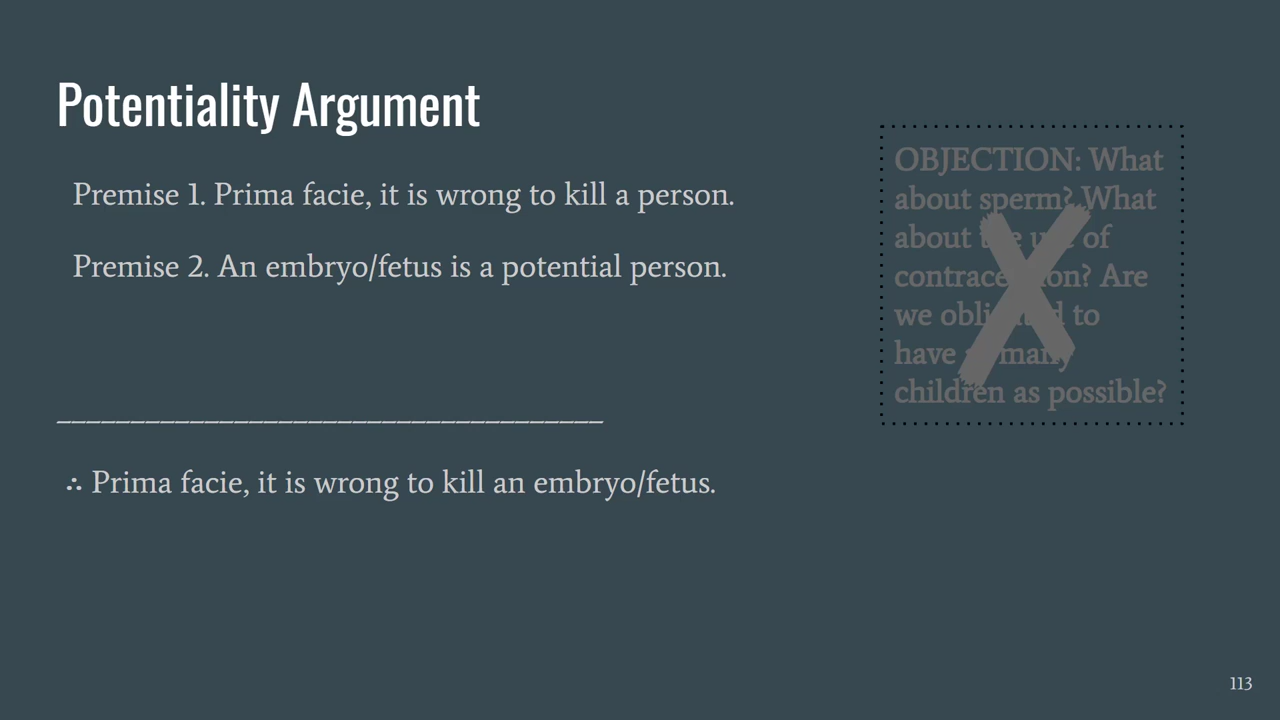 Potentiality Argument
Premise 1. Prima facie, it is wrong to kill a person.
Premise 2. An embryo/fetus is a potential person.
∴ Prima facie, it is wrong to kill an embryo/fetus.
OBJECTION: What
about sperm? What
about the use of
contraception? Are
we obligated to
have as many
children as possible?
113